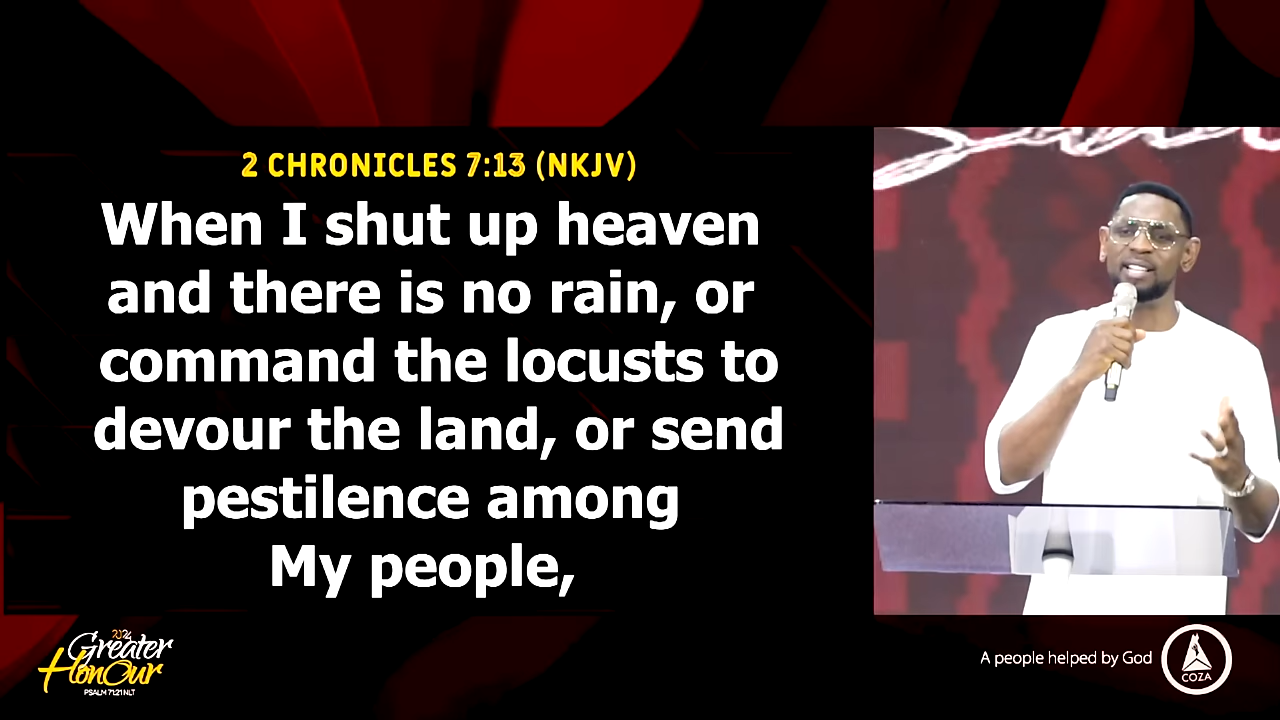 2 CHRONICLES 7:13 (NKJV)
When I shut up heaven
and there is no rain, or
command the locusts to
devour the land, or send
pestilence among
My people,
2024
Greater
HonOur
PSALM 71:21 NLT
A people helped by God
COZA